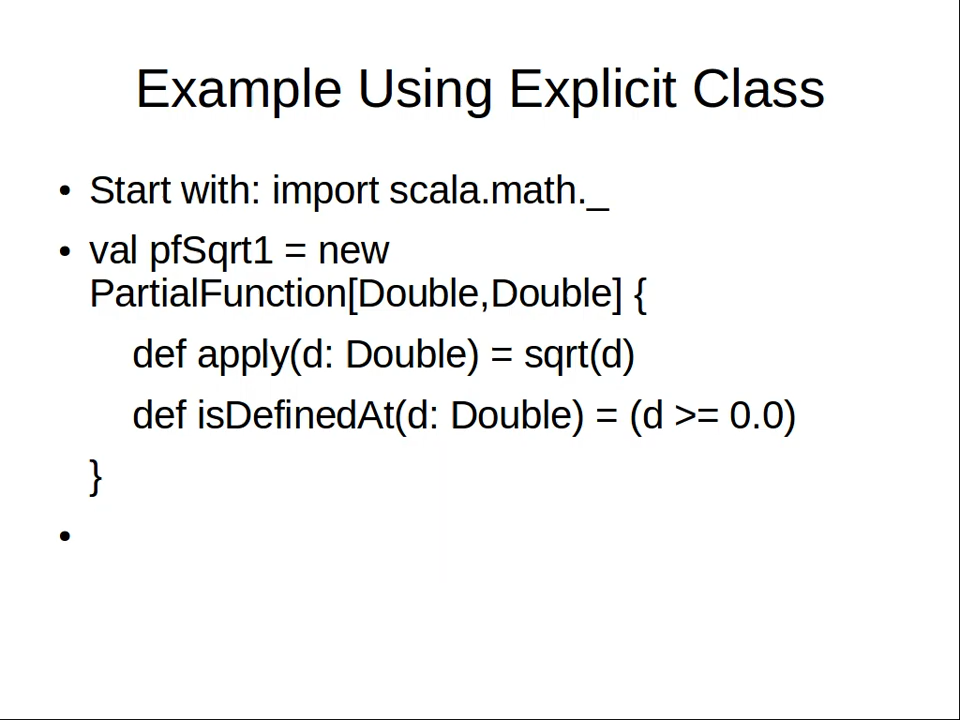 Example Using Explicit Class
• Start with: import scala.math._
• val pfSqrt1 = new
PartialFunction[Double,Double] {
def apply(d: Double) = sqrt(d)
def isDefinedAt(d: Double) = (d >= 0.0)
}
•